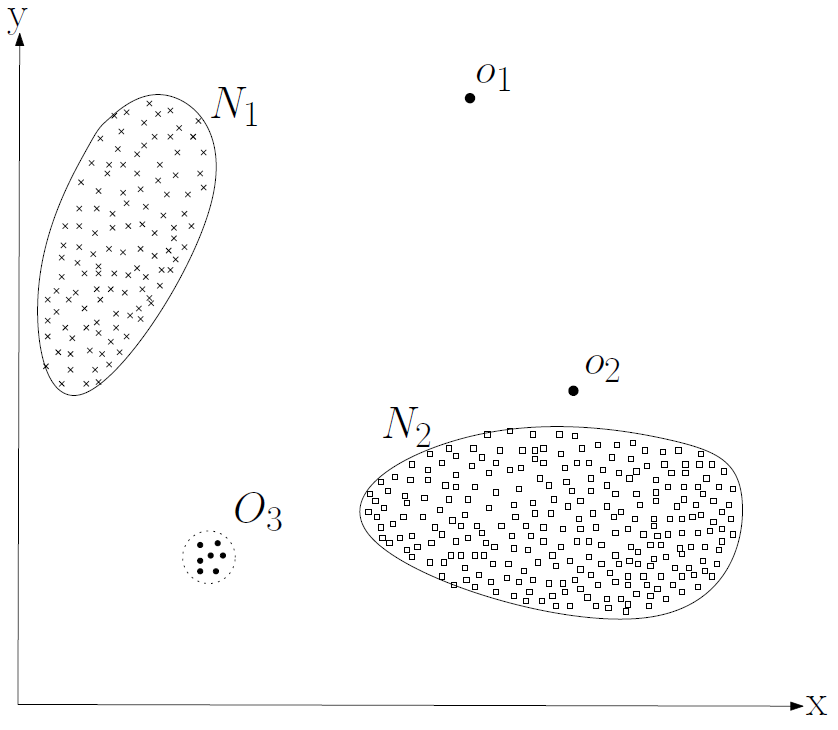 y
o₁
N₁
o₂
N₂
O₃
x